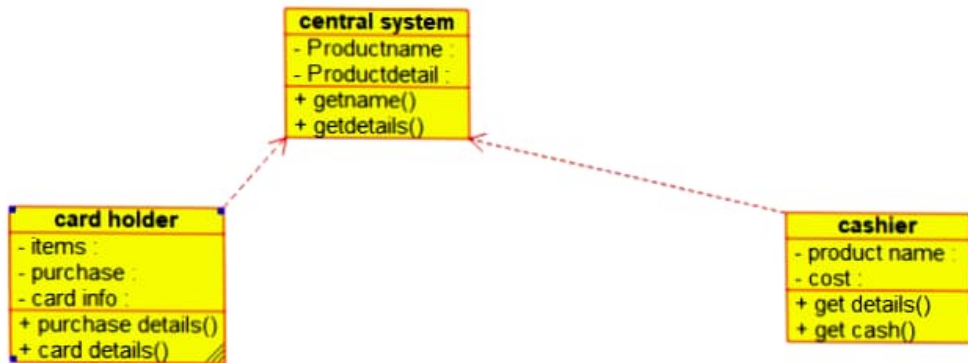 central system
- Productname :
- Productdetail :
+ getname()
+ getdetails()
card holder
- items :
- purchase :
- card info :
+ purchase details()
+ card details()
cashier
- product name :
- cost :
+ get details()
+ get cash()